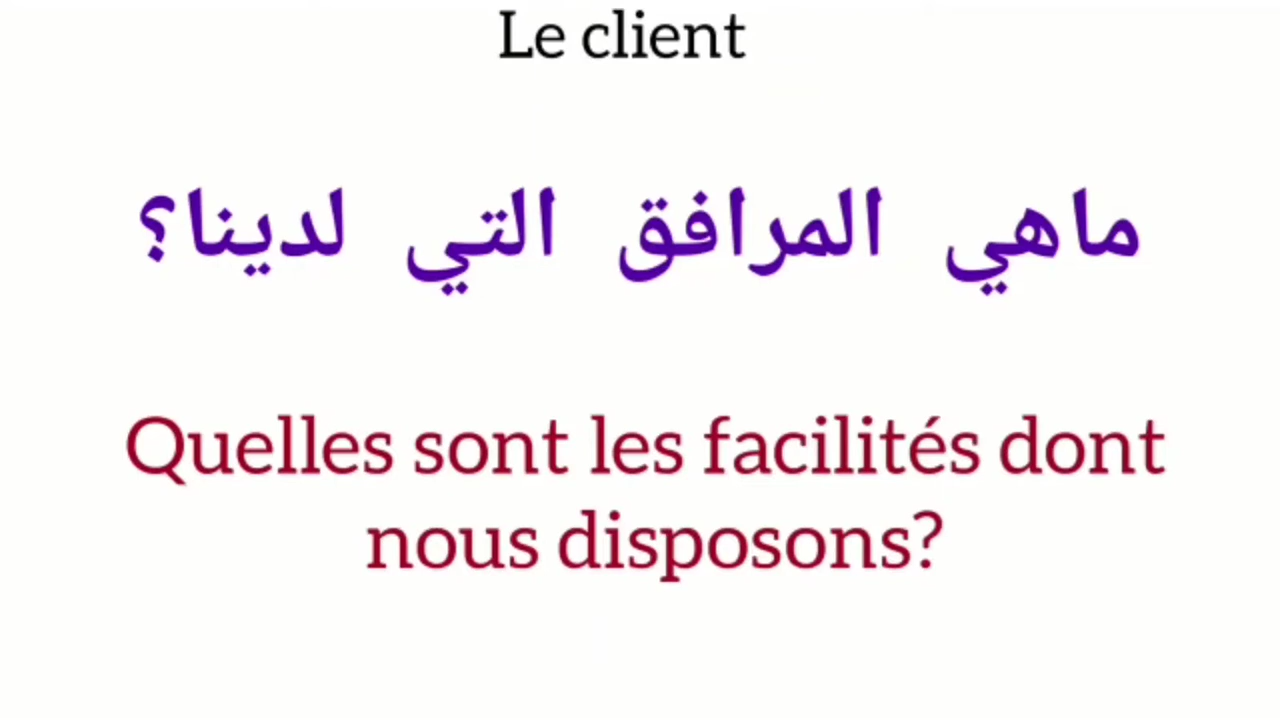 Le client
ماهي المرافق التي لدينا؟
Quelles sont les facilités dont
nous disposons?